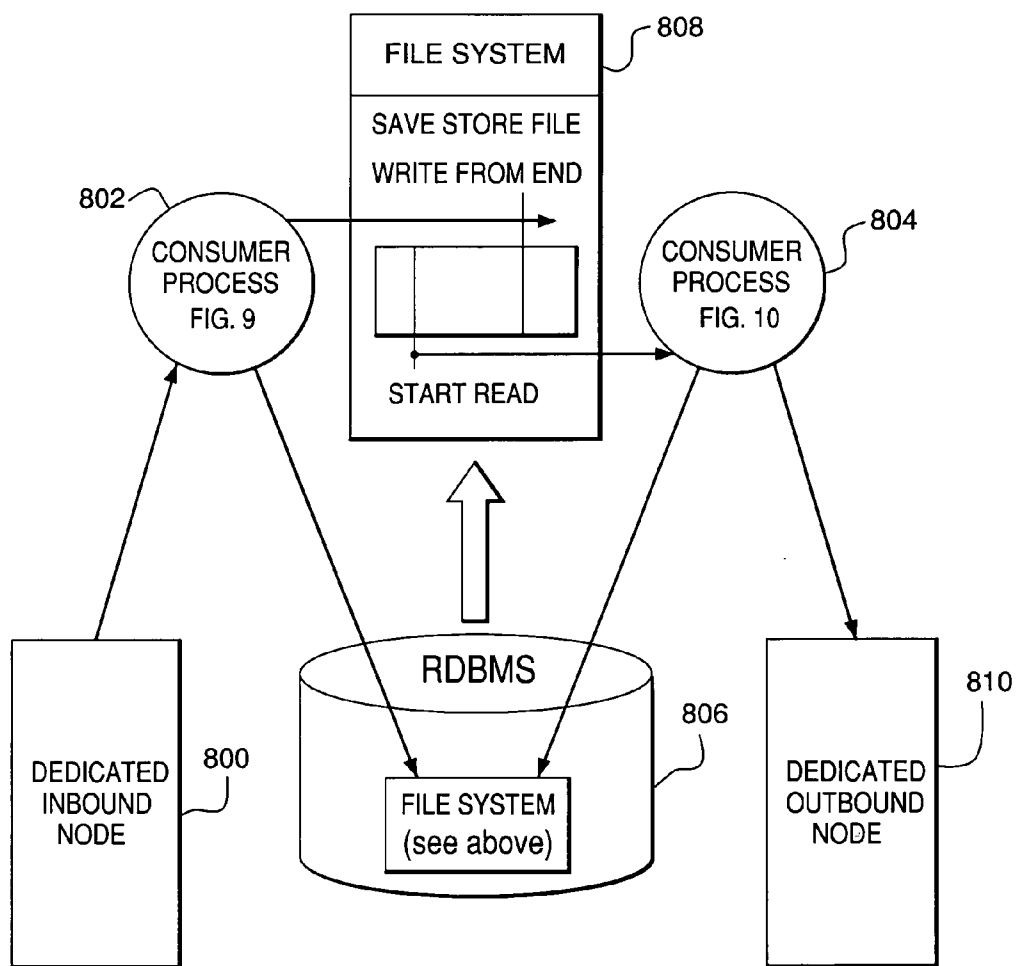 808
FILE SYSTEM
SAVE STORE FILE
WRITE FROM END
START READ
802
CONSUMER
PROCESS
FIG. 9
804
CONSUMER
PROCESS
FIG. 10
RDBMS
806
FILE SYSTEM
(see above)
DEDICATED
INBOUND
NODE
800
DEDICATED
OUTBOUND
NODE
810